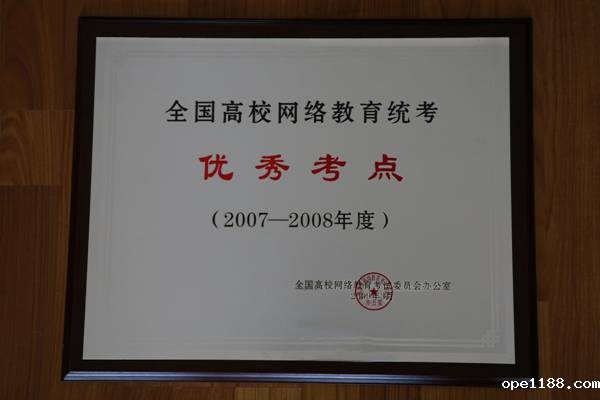 全国高校网络教育统考
优秀考点
（2007—2008年度）
全国高校网络教育考试委员会办公室
ope1188.com